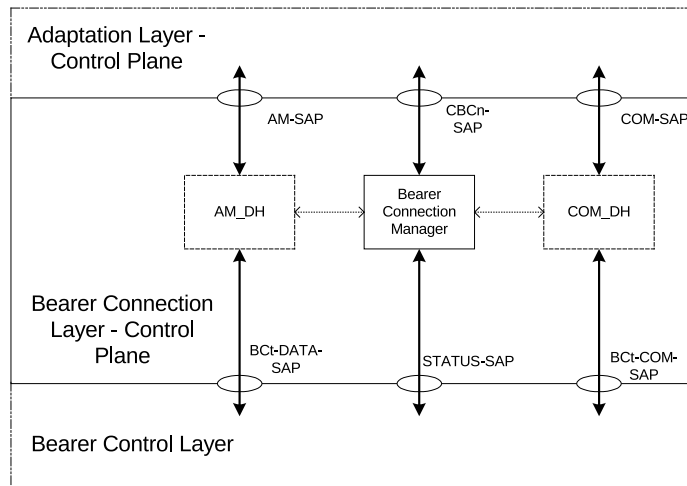 Adaptation Layer -
Control Plane
AM-SAP
CBCn-
SAP
COM-SAP
AM_DH
Bearer
Connection
Manager
COM_DH
Bearer Connection
Layer - Control
Plane
BCt-DATA-
SAP
STATUS-SAP
BCt-COM-
SAP
Bearer Control Layer